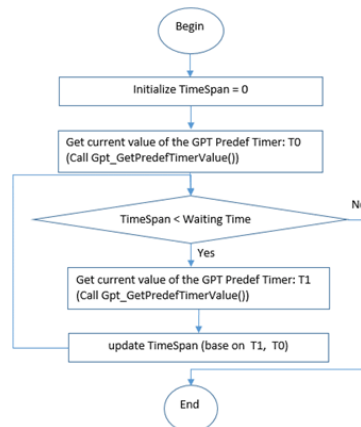 Begin
Initialize TimeSpan = 0
Get current value of the GPT Predef Timer: T0
(Call Gpt_GetPredefTimerValue())
TimeSpan < Waiting Time
Yes
Get current value of the GPT Predef Timer: T1
(Call Gpt_GetPredefTimerValue())
update TimeSpan (base on T1, T0)
End